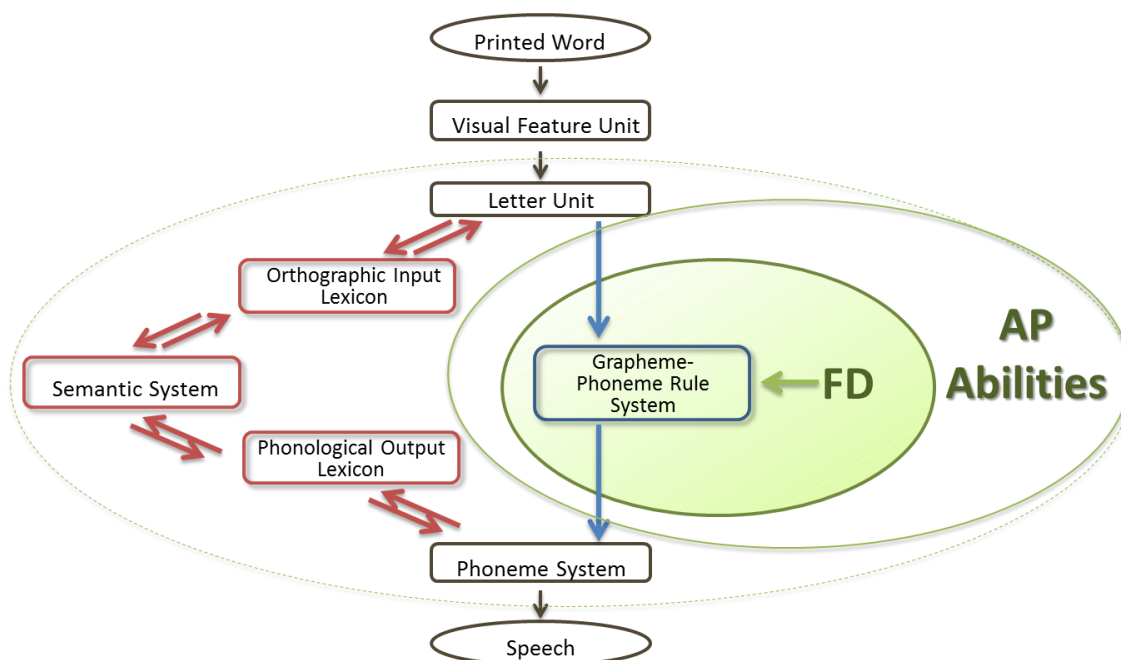 Printed Word
Visual Feature Unit
Letter Unit
Orthographic Input
Lexicon
AP
Abilities
Grapheme-
Phoneme Rule
System
FD
Semantic System
Phonological Output
Lexicon
Phoneme System
Speech